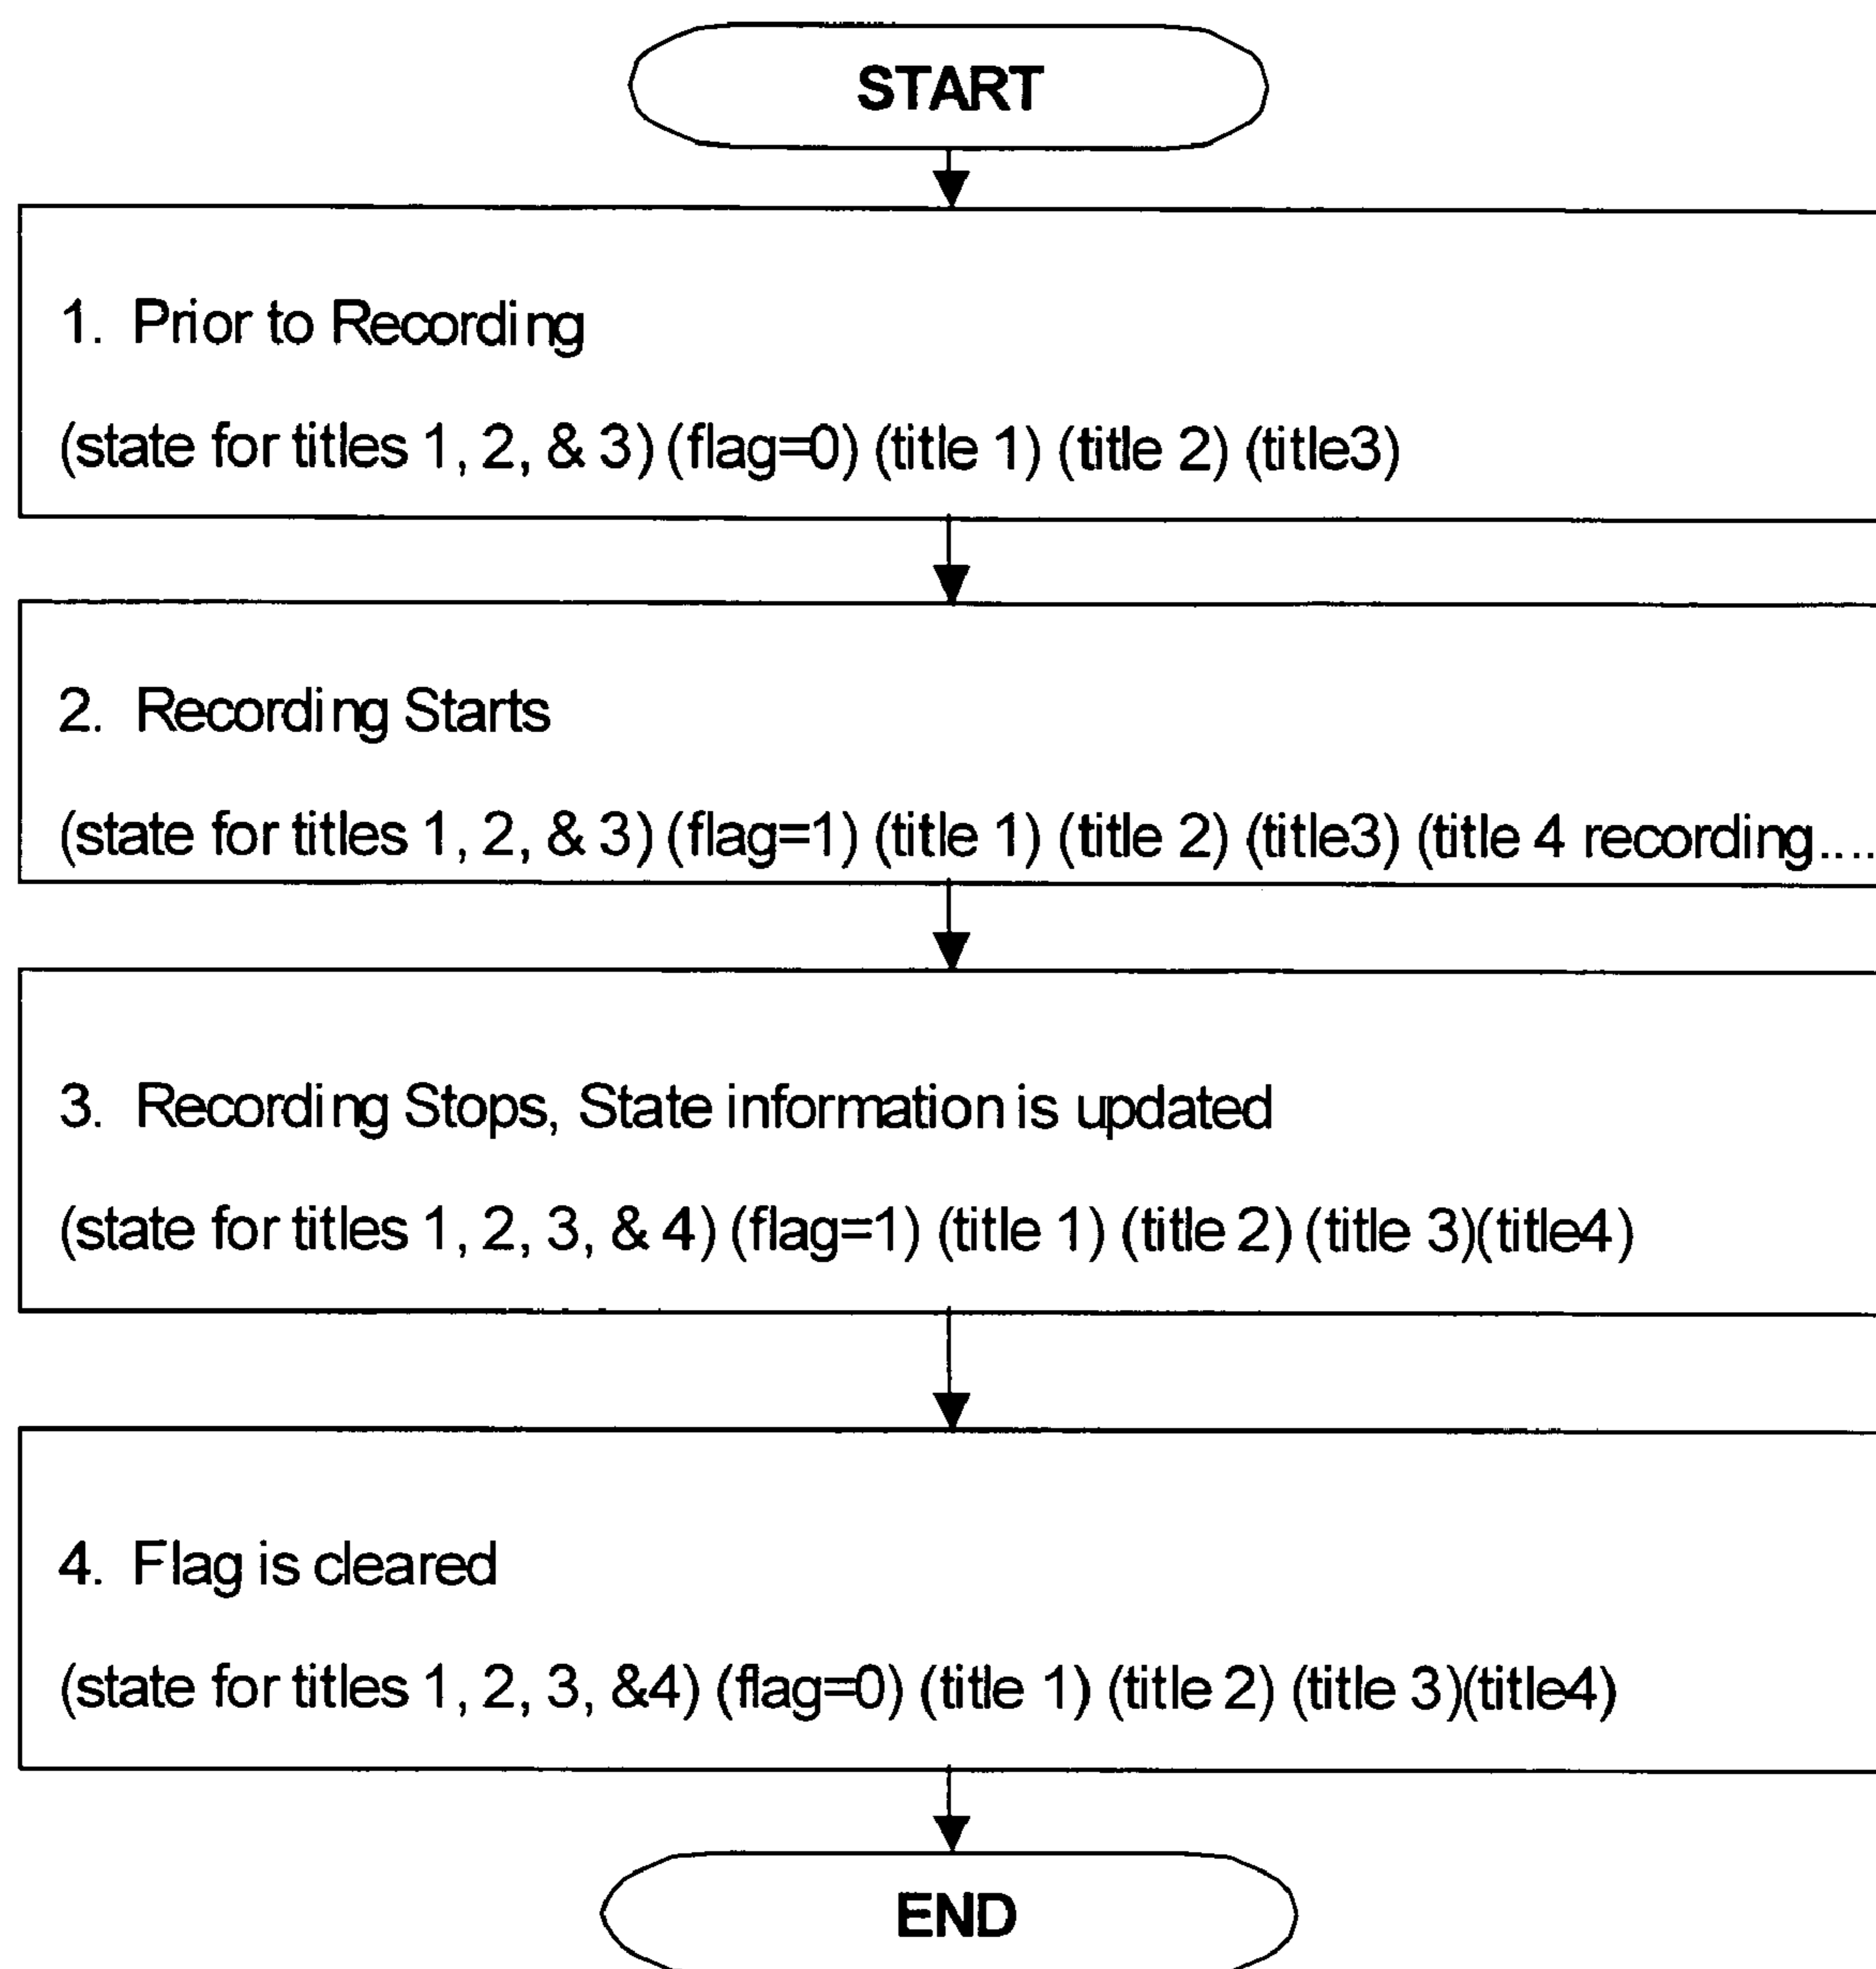 START
1. Prior to Recording
(state for titles 1, 2, & 3) (flag=0) (title 1) (title 2) (title3)
2. Recording Starts
(state for titles 1, 2, & 3) (flag=1) (title 1) (title 2) (title3) (title 4 recording....
3. Recording Stops, State information is updated
(state for titles 1, 2, 3, & 4) (flag=1) (title 1) (title 2) (title 3)(title4)
4. Flag is cleared
(state for titles 1, 2, 3, &4) (flag=0) (title 1) (title 2) (title 3)(title4)
END